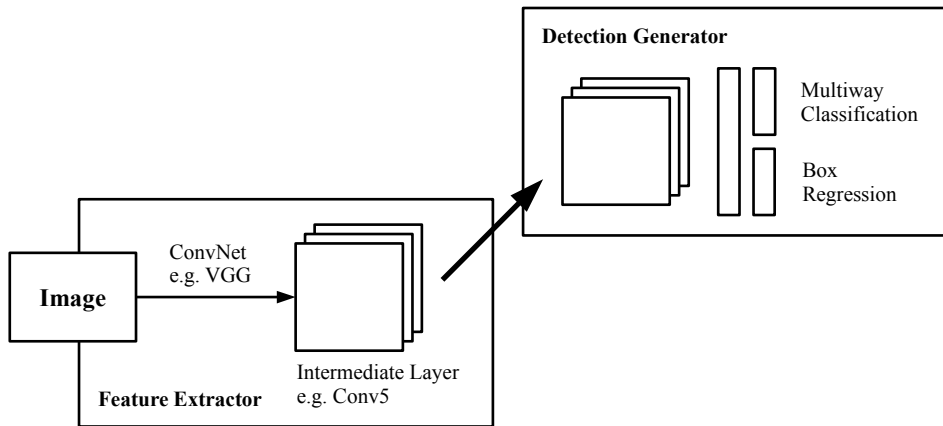 Detection Generator
Multiway
Classification
Box
Regression
ConvNet
e.g. VGG
Image
Intermediate Layer
e.g. Conv5
Feature Extractor